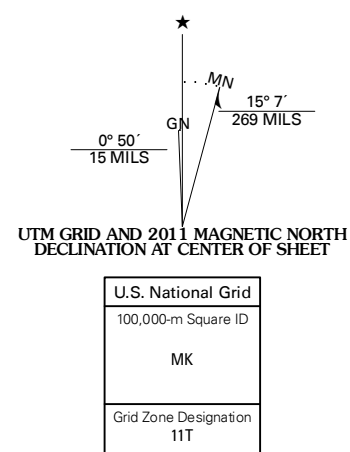 MN
15° 7´
269 MILS
GN
0° 50´
15 MILS
UTM GRID AND 2011 MAGNETIC NORTH
DECLINATION AT CENTER OF SHEET
U.S. National Grid
100,000-m Square ID
MK
Grid Zone Designation
11T